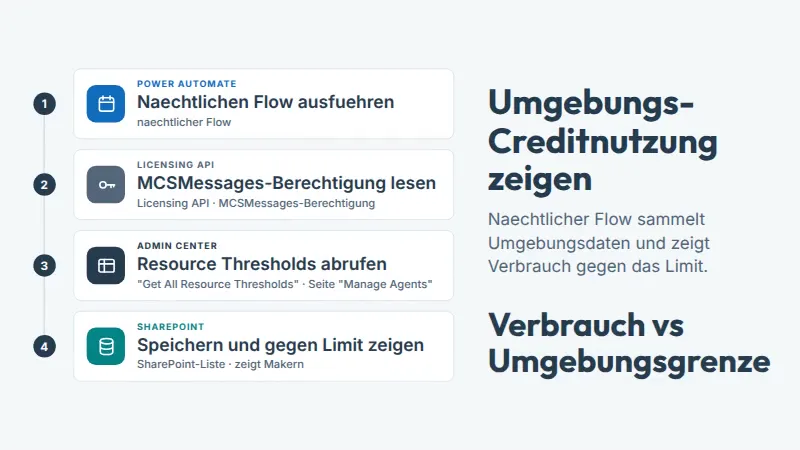 1
POWER AUTOMATE
Naechtlichen Flow ausfuehren
naechtlicher Flow
2
LICENSING API
MCSMessages-Berechtigung lesen
Licensing API · MCSMessages-Berechtigung
3
ADMIN CENTER
Resource Thresholds abrufen
"Get All Resource Thresholds" · Seite "Manage Agents"
4
SHAREPOINT
Speichern und gegen Limit zeigen
SharePoint-Liste · zeigt Makern
Umgebungs-
Creditnutzung
zeigen
Naechtlicher Flow sammelt
Umgebungsdaten und zeigt
Verbrauch gegen das Limit.
Verbrauch vs
Umgebungsgrenze